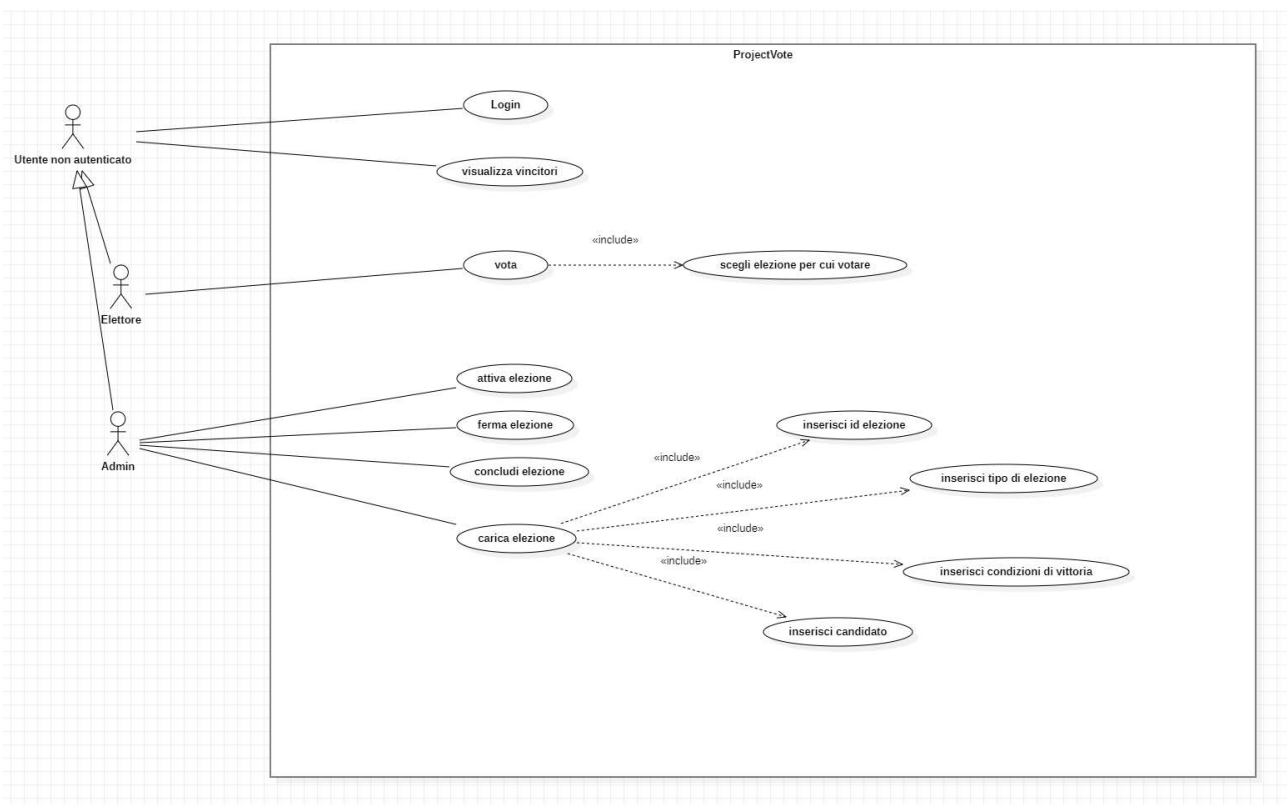 ProjectVote
Login
Utente non autenticato
visualizza vincitori
«include»
vota
scegli elezione per cui votare
Elettore
attiva elezione
ferma elezione
inserisci id elezione
Admin
concludi elezione
«include»
inserisci tipo di elezione
«include»
«include»
carica elezione
«include»
inserisci condizioni di vittoria
inserisci candidato